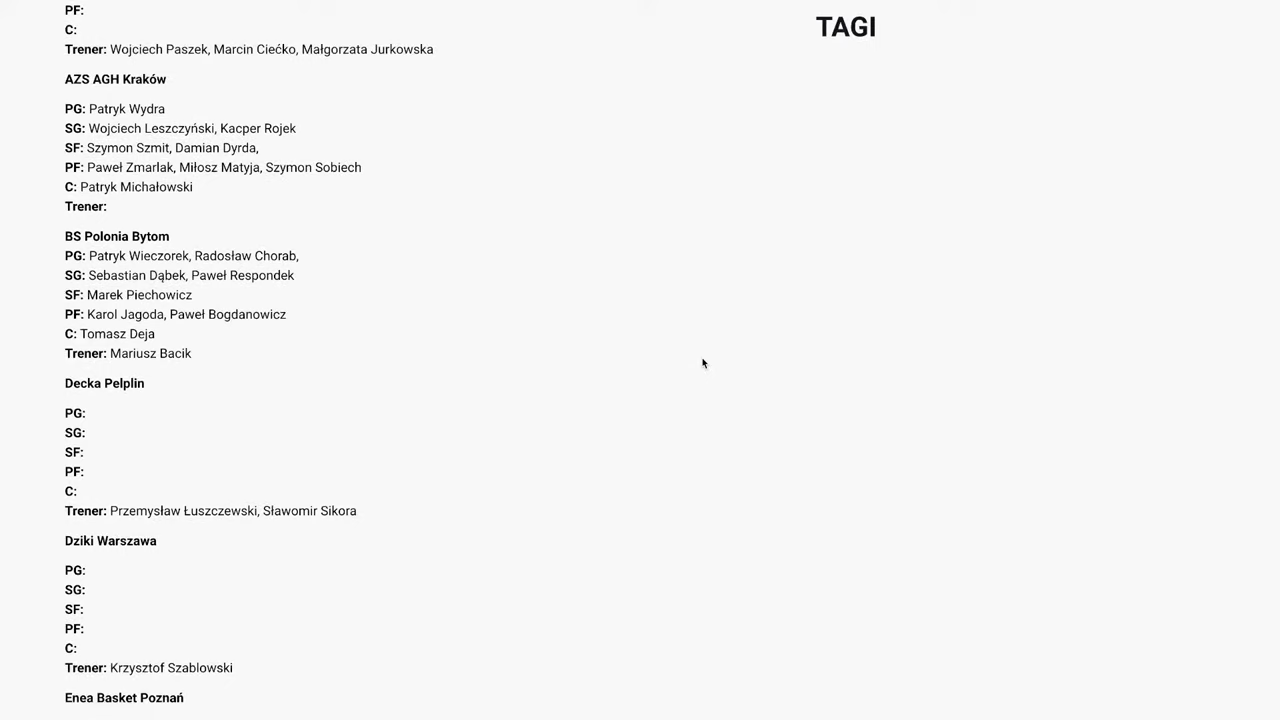 PF:
C:
Trener: Wojciech Paszek, Marcin Ciećko, Małgorzata Jurkowska
TAGI
AZS AGH Kraków
PG: Patryk Wydra
SG: Wojciech Leszczyński, Kacper Rojek
SF: Szymon Szmit, Damian Dyrda,
PF: Paweł Zmarlak, Miłosz Matyja, Szymon Sobiech
C: Patryk Michałowski
Trener:
BS Polonia Bytom
PG: Patryk Wieczorek, Radosław Chorab,
SG: Sebastian Dąbek, Paweł Respondek
SF: Marek Piechowicz
PF: Karol Jagoda, Paweł Bogdanowicz
C: Tomasz Deja
Trener: Mariusz Bacik
Decka Pelplin
PG:
SG:
SF:
PF:
C:
Trener: Przemysław Łuszczewski, Sławomir Sikora
Dziki Warszawa
PG:
SG:
SF:
PF:
C:
Trener: Krzysztof Szablowski
Enea Basket Poznań